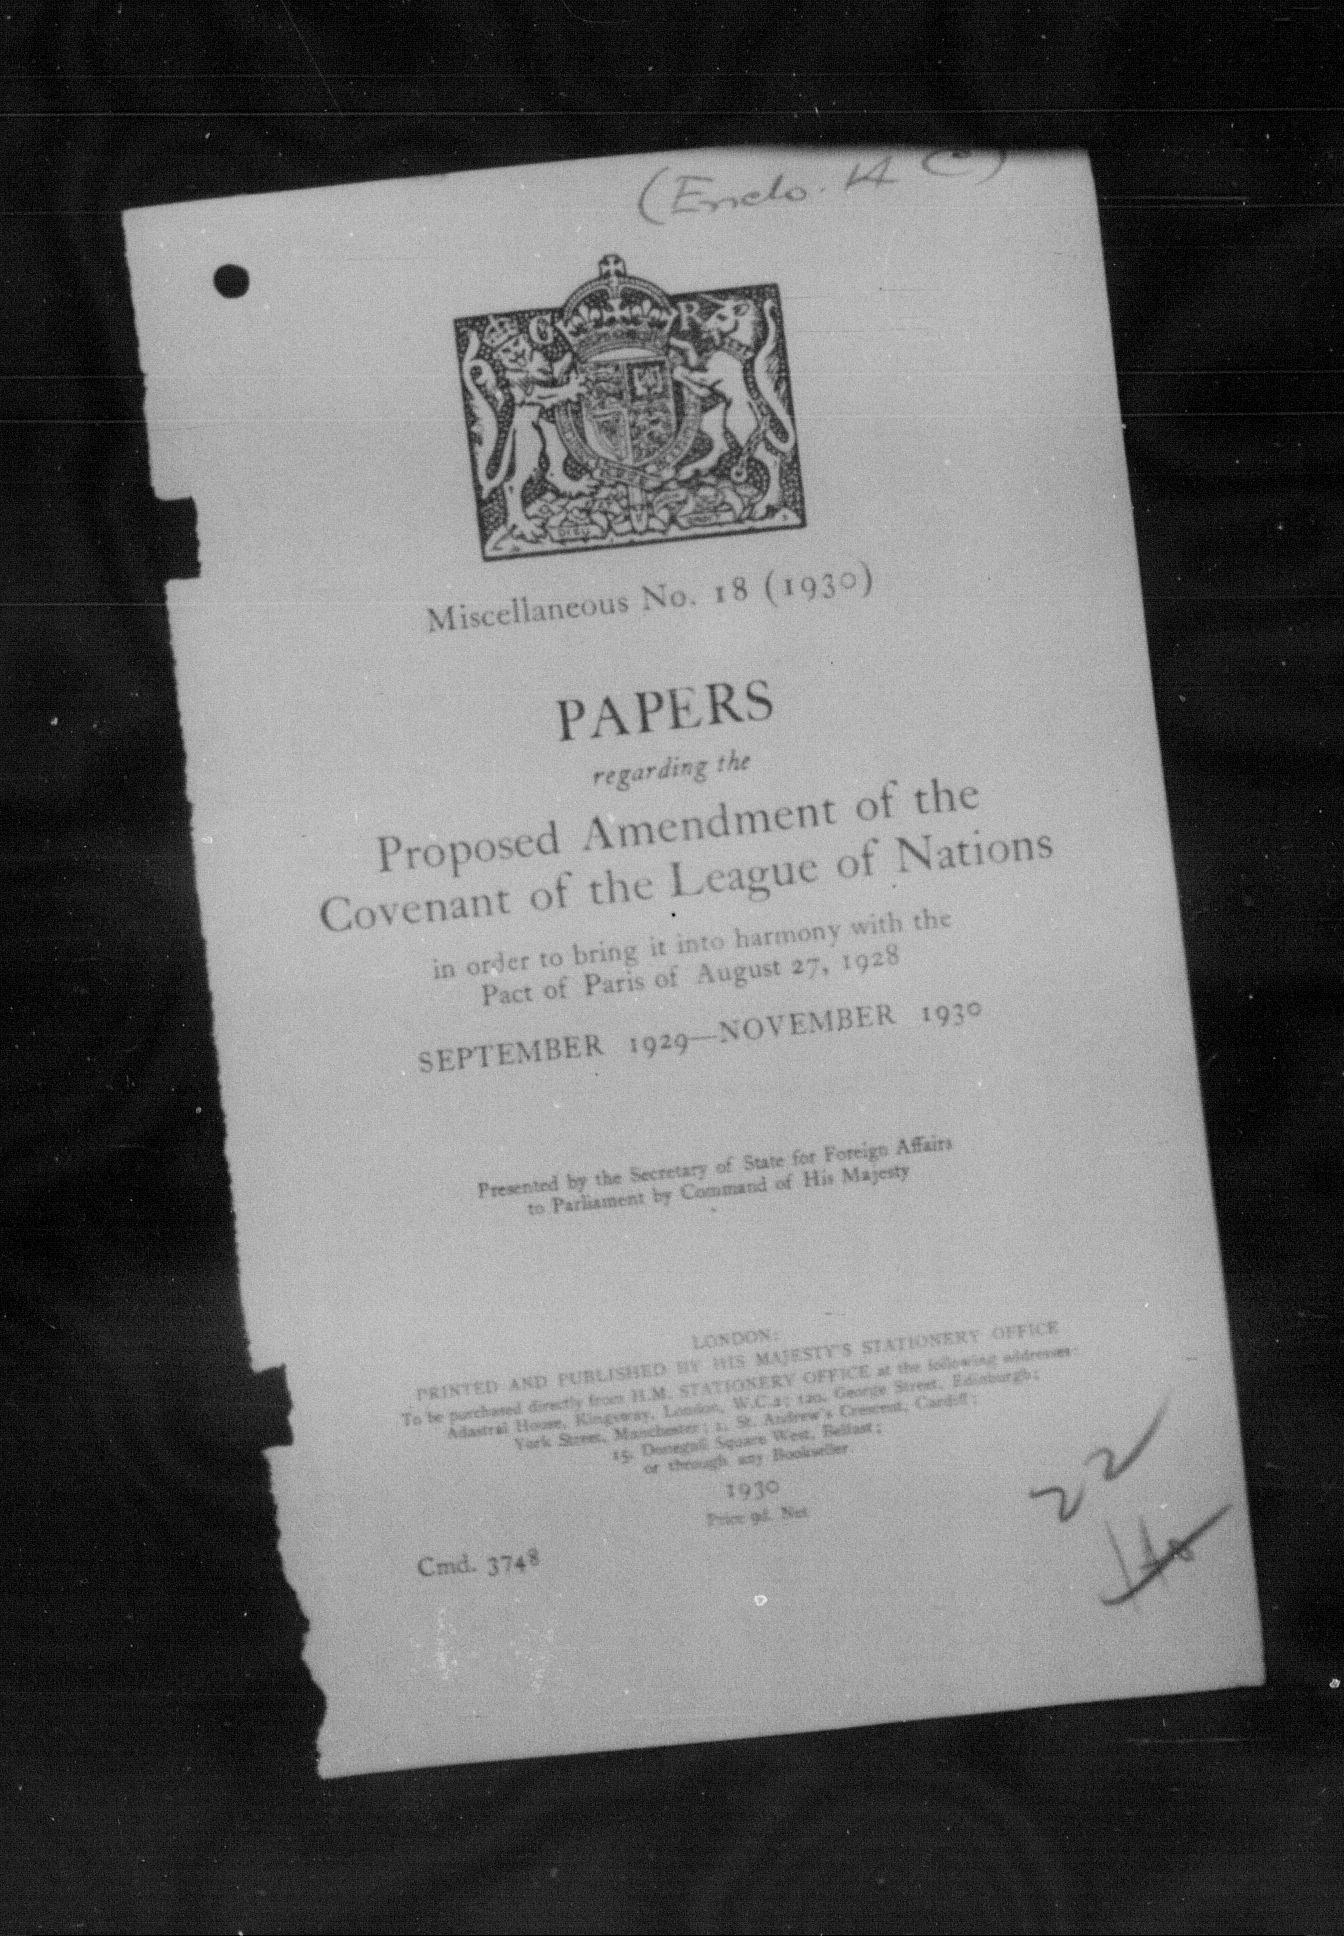 (Enclo. 14 C)
G R
Miscellaneous No. 18 (1930)
PAPERS
regarding the
Proposed Amendment of the
Covenant of the League of Nations
in order to bring it into harmony with the
Pact of Paris of August 27, 1928
SEPTEMBER 1929—NOVEMBER 1930
Presented by the Secretary of State for Foreign Affairs
to Parliament by Command of His Majesty
LONDON:
PRINTED AND PUBLISHED BY HIS MAJESTY'S STATIONERY OFFICE
To be purchased directly from H.M. STATIONERY OFFICE at the following addresses:
Adastral House, Kingsway, London, W.C.2; 120, George Street, Edinburgh;
York Street, Manchester; 1, St. Andrew's Crescent, Cardiff;
15, Donegall Square West, Belfast;
or through any Bookseller
1930
Price 9d. Net
Cmd. 3748
22